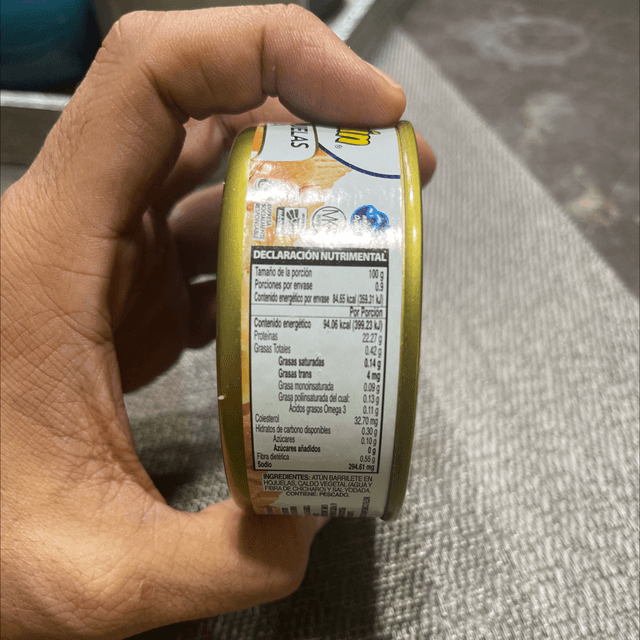 ELAS
DECLARACIÓN NUTRIMENTAL
Tamaño de la porción 100 g
Porciones por envase 0.9
Contenido energético por envase 84.65 kcal (359.31 kJ)
Por Porción
Contenido energético 94.06 kcal (399.23 kJ)
Proteínas 22.27 g
Grasas Totales 0.42 g
Grasas saturadas 0.14 g
Grasas trans 4 mg
Grasa monoinsaturada 0.09 g
Grasa poliinsaturada del cual: 0.13 g
Ácidos grasos Omega 3 0.11 g
Colesterol 32.70 mg
Hidratos de carbono disponibles 0.30 g
Azúcares 0.10 g
Azúcares añadidos 0 g
Fibra dietética 0.55 g
Sodio 294.61 mg
INGREDIENTES: ATÚN BARRILETE EN
HOJUELAS, CALDO VEGETAL (AGUA Y
FIBRA DE CHÍCHARO) Y SAL YODADA.
CONTIENE: PESCADO.